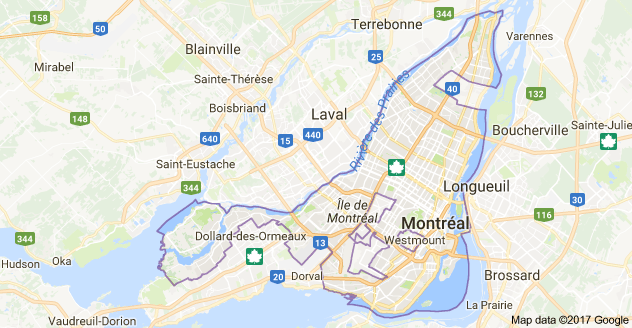 344
158
Terrebonne
50
Blainville
Varennes
25
Mirabel
Sainte-Thérèse
40
132
Boisbriand
148
Laval
Rivière des Prairies
Boucherville
Sainte-Julie
640
15
440
Saint-Eustache
Longueuil
30
Île de
Montréal
Montréal
116
344
Dollard-des-Ormeaux
13
Westmount
Hudson
Oka
20
Dorval
Brossard
La Prairie
Vaudreuil-Dorion
Map data ©2017 Google